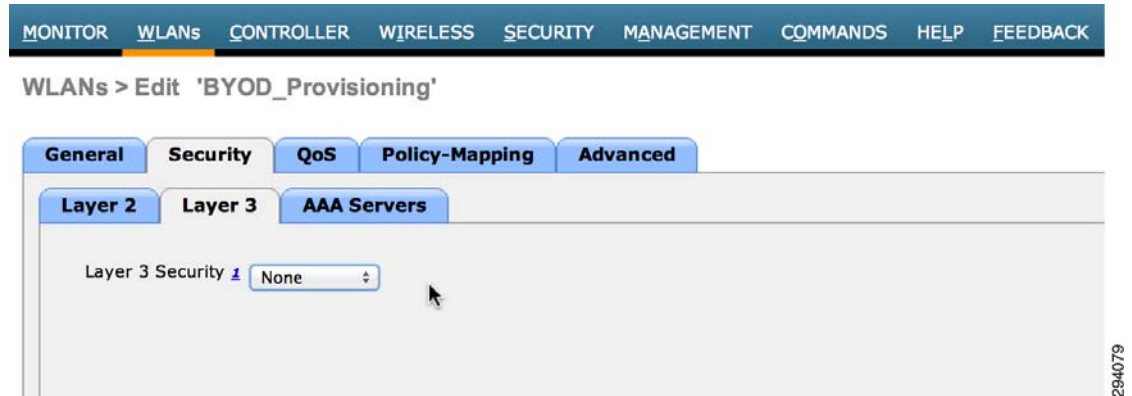 MONITOR WLANs CONTROLLER WIRELESS SECURITY MANAGEMENT COMMANDS HELP FEEDBACK
WLANs > Edit 'BYOD_Provisioning'
General Security QoS Policy-Mapping Advanced
Layer 2 Layer 3 AAA Servers
Layer 3 Security 1 None
294079